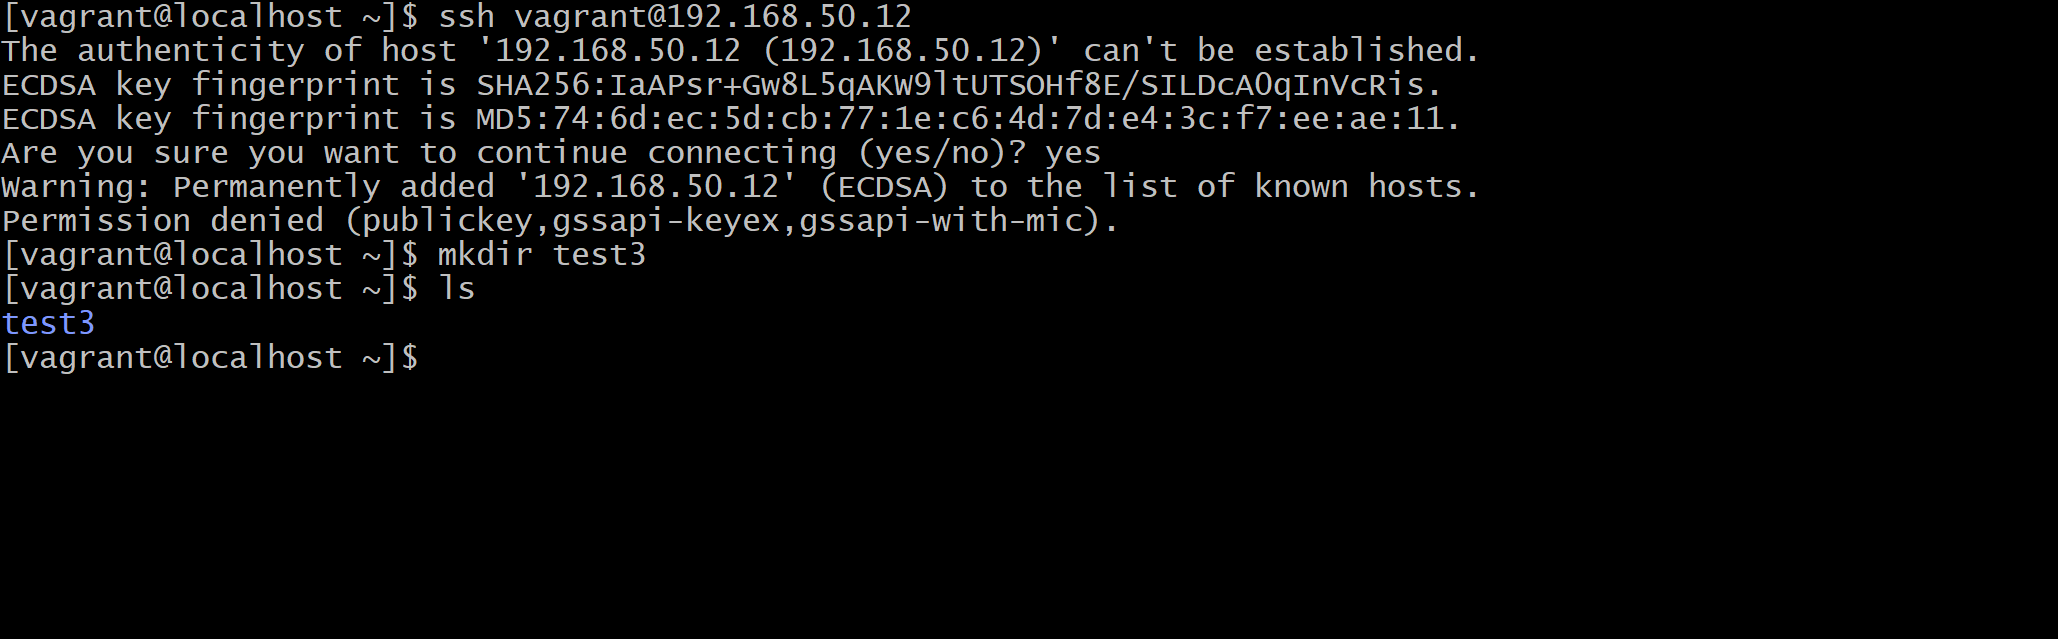 [vagrant@localhost ~]$ ssh vagrant@192.168.50.12
The authenticity of host '192.168.50.12 (192.168.50.12)' can't be established.
ECDSA key fingerprint is SHA256:IaAPsr+Gw8L5qAKW9ltUTSOHf8E/SILDcAOqInVcRis.
ECDSA key fingerprint is MD5:74:6d:ec:5d:cb:77:1e:c6:4d:7d:e4:3c:f7:ee:ae:11.
Are you sure you want to continue connecting (yes/no)? yes
Warning: Permanently added '192.168.50.12' (ECDSA) to the list of known hosts.
Permission denied (publickey,gssapi-keyex,gssapi-with-mic).
[vagrant@localhost ~]$ mkdir test3
[vagrant@localhost ~]$ ls
test3
[vagrant@localhost ~]$